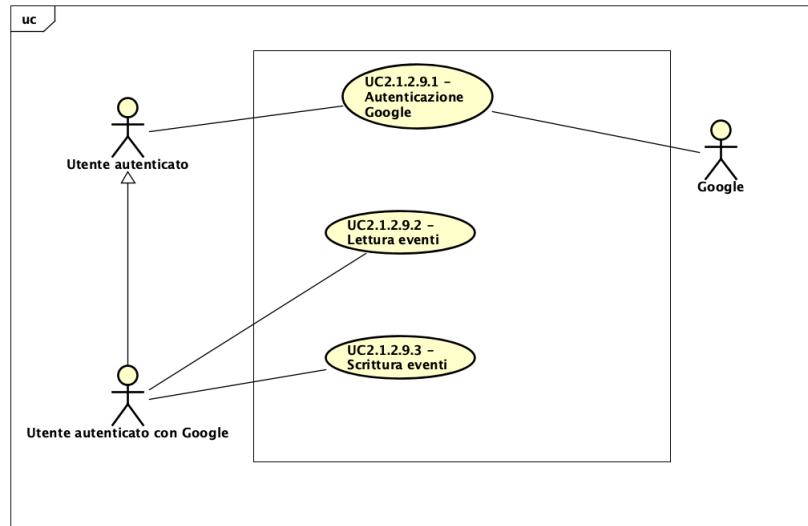 uc
UC2.1.2.9.1 –
Autenticazione
Google
Utente autenticato
Google
UC2.1.2.9.2 –
Lettura eventi
UC2.1.2.9.3 –
Scrittura eventi
Utente autenticato con Google